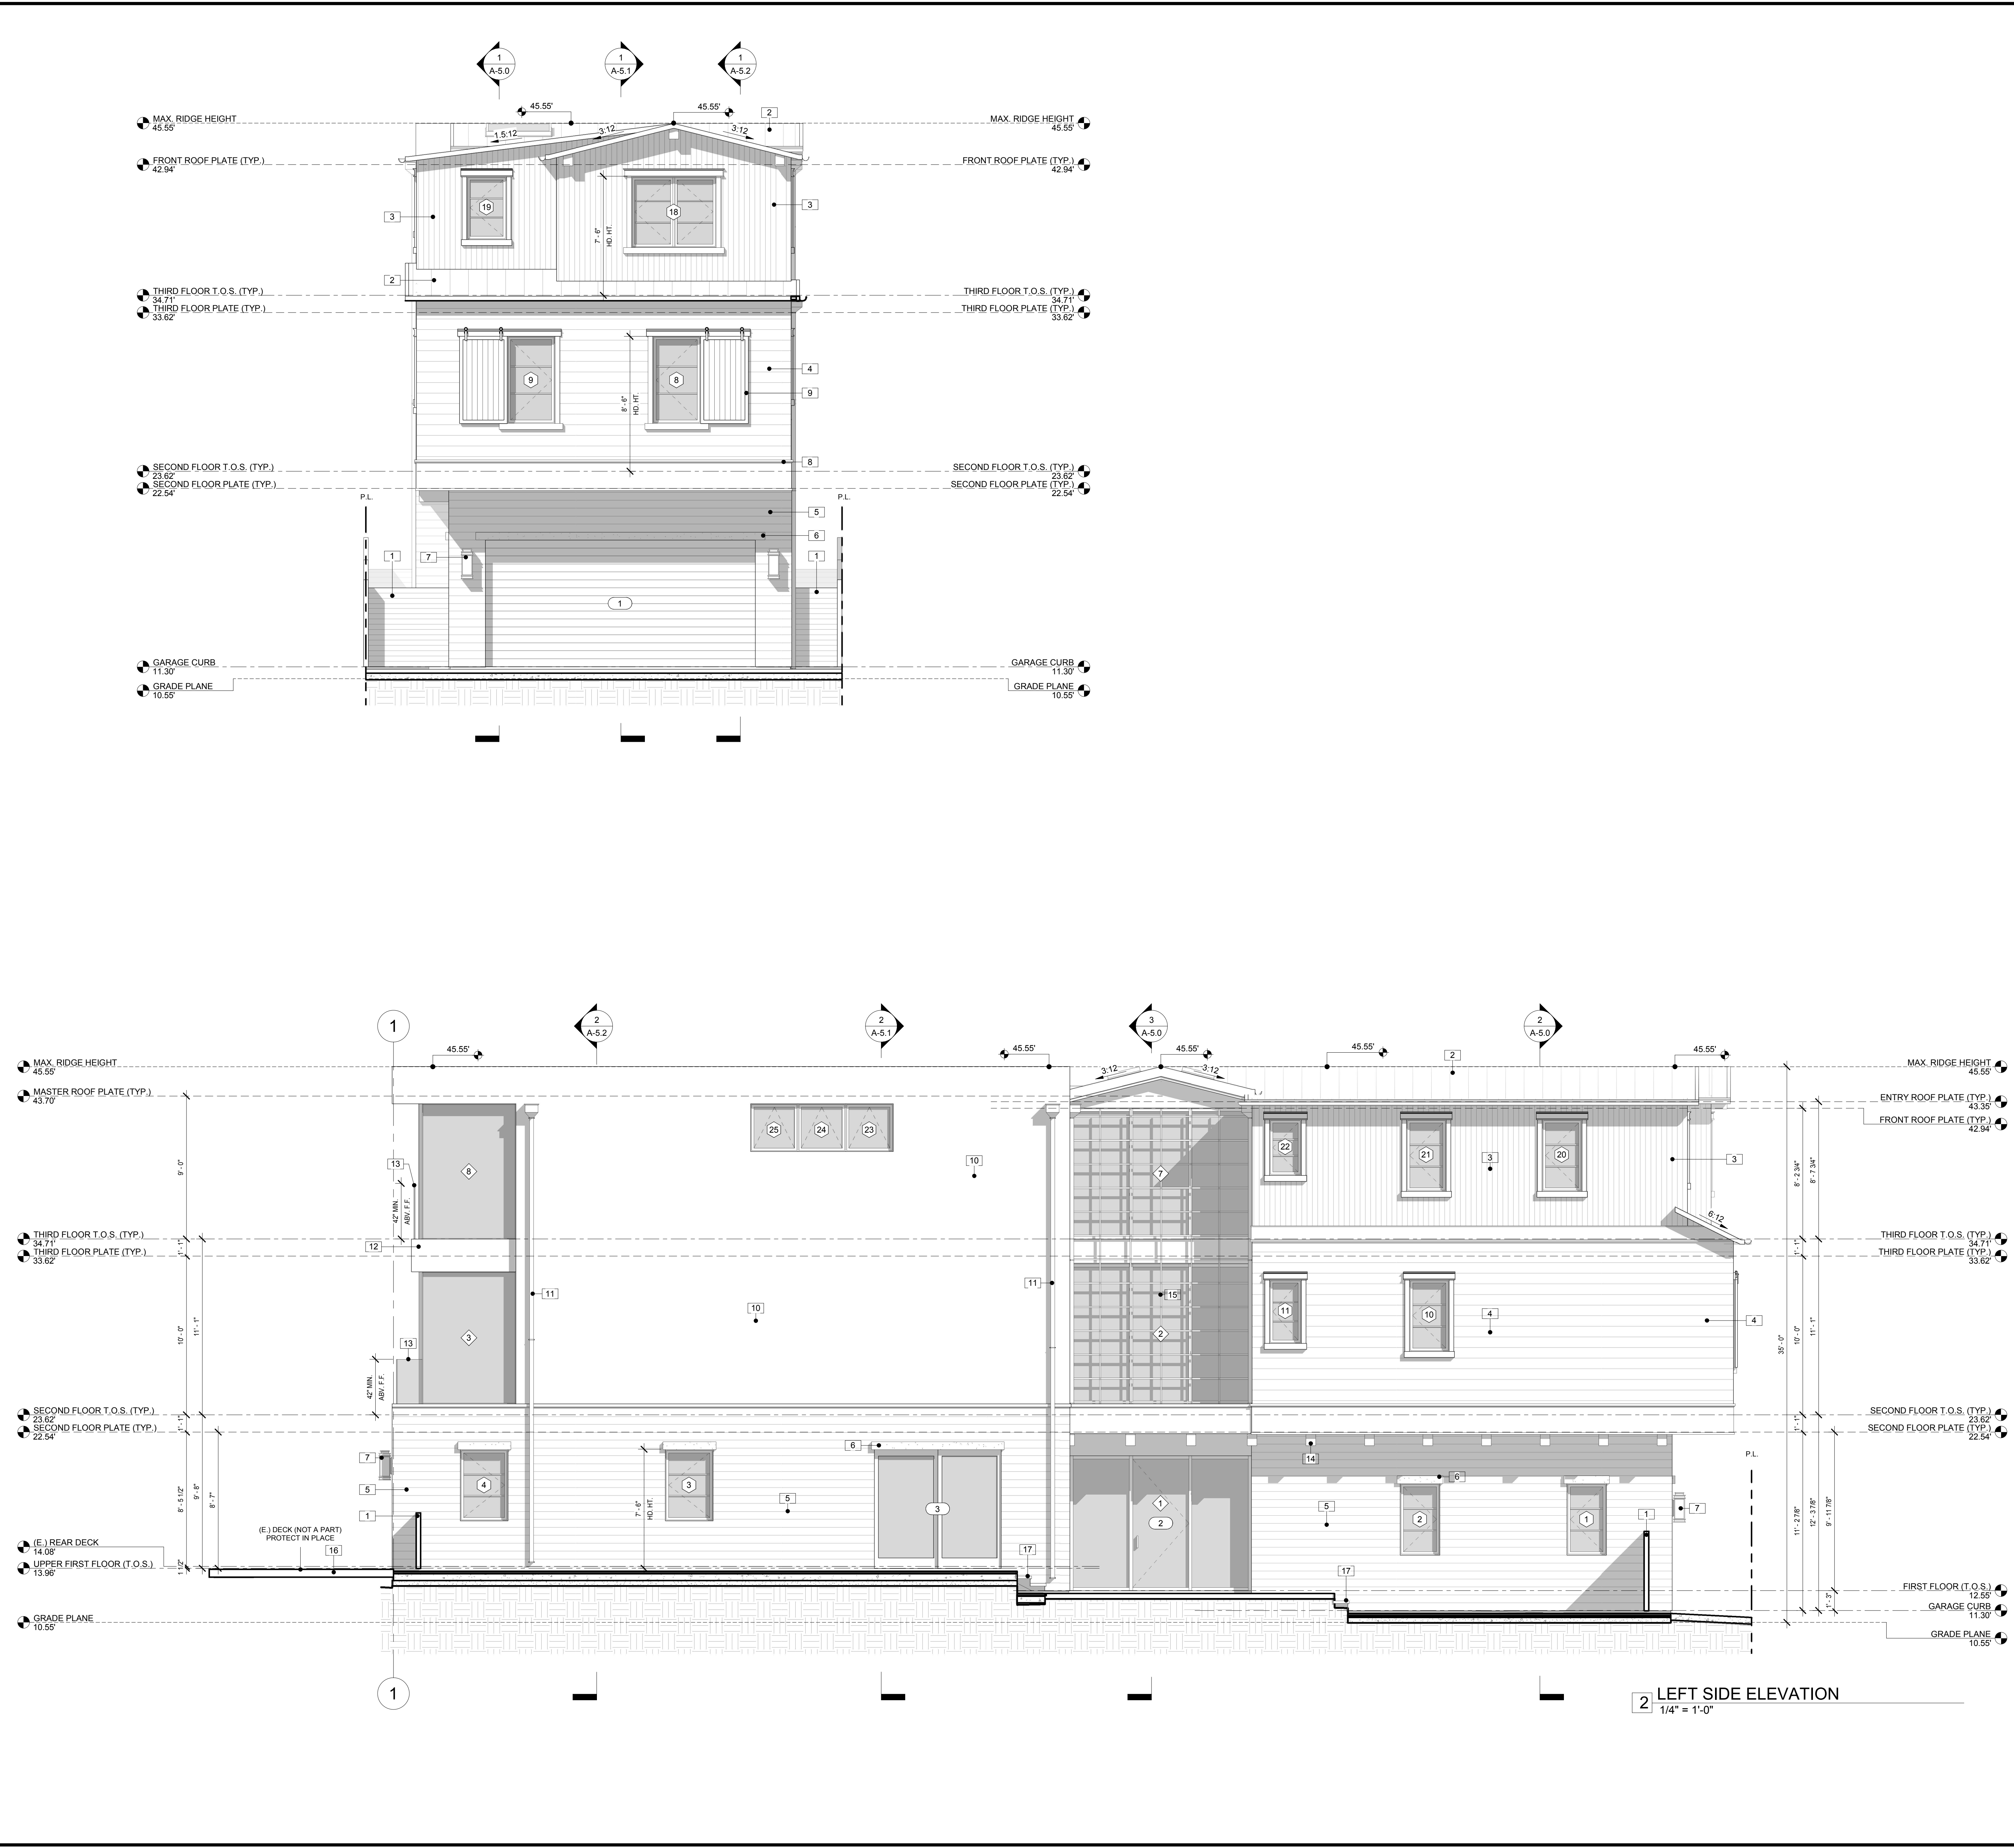 1
A-5.0
1
A-5.1
1
A-5.2
45.55'
45.55'
2
MAX. RIDGE HEIGHT
45.55'
MAX. RIDGE HEIGHT
45.55'
1.5:12
3:12
3:12
FRONT ROOF PLATE (TYP.)
42.94'
FRONT ROOF PLATE (TYP.)
42.94'
3
19
18
3
7' - 6"
HD. HT.
2
THIRD FLOOR T.O.S. (TYP.)
34.71'
THIRD FLOOR T.O.S. (TYP.)
34.71'
THIRD FLOOR PLATE (TYP.)
33.62'
THIRD FLOOR PLATE (TYP.)
33.62'
9
8
4
9
8' - 6"
HD. HT.
8
SECOND FLOOR T.O.S. (TYP.)
23.62'
SECOND FLOOR T.O.S. (TYP.)
23.62'
SECOND FLOOR PLATE (TYP.)
22.54'
SECOND FLOOR PLATE (TYP.)
22.54'
P.L.
P.L.
5
6
1
7
1
1
GARAGE CURB
11.30'
GARAGE CURB
11.30'
GRADE PLANE
10.55'
GRADE PLANE
10.55'
1
2
A-5.2
2
A-5.1
3
A-5.0
2
A-5.0
45.55'
45.55'
45.55'
45.55'
2
45.55'
MAX. RIDGE HEIGHT
45.55'
MAX. RIDGE HEIGHT
45.55'
3:12
3:12
MASTER ROOF PLATE (TYP.)
43.70'
ENTRY ROOF PLATE (TYP.)
43.35'
FRONT ROOF PLATE (TYP.)
42.94'
25
24
23
22
21
20
10
13
8
7
3
3
9' - 0"
42" MIN.
ABV. F.F.
8' - 2 3/4"
8' - 7 3/4"
6:12
THIRD FLOOR T.O.S. (TYP.)
34.71'
THIRD FLOOR T.O.S. (TYP.)
34.71'
12
1' - 1"
1' - 1"
THIRD FLOOR PLATE (TYP.)
33.62'
THIRD FLOOR PLATE (TYP.)
33.62'
11
11
15
10
11
10
4
4
3
2
13
10' - 0"
11' - 1"
35' - 0"
10' - 0"
11' - 1"
42" MIN.
ABV. F.F.
SECOND FLOOR T.O.S. (TYP.)
23.62'
SECOND FLOOR T.O.S. (TYP.)
23.62'
1' - 1"
1' - 1"
SECOND FLOOR PLATE (TYP.)
22.54'
SECOND FLOOR PLATE (TYP.)
22.54'
7
6
14
6
P.L.
4
3
5
5
3
1
2
5
2
1
1
7
1
7' - 6"
HD. HT.
8' - 5 1/2"
9' - 8"
8' - 7"
11' - 2 7/8"
12' - 3 7/8"
9' - 11 7/8"
(E.) DECK (NOT A PART)
PROTECT IN PLACE
16
17
17
(E.) REAR DECK
14.08'
1 1/2"
UPPER FIRST FLOOR (T.O.S.)
13.96'
FIRST FLOOR (T.O.S.)
12.55'
1' - 3"
GARAGE CURB
11.30'
GRADE PLANE
10.55'
GRADE PLANE
10.55'
1
2
LEFT SIDE ELEVATION
1/4" = 1'-0"